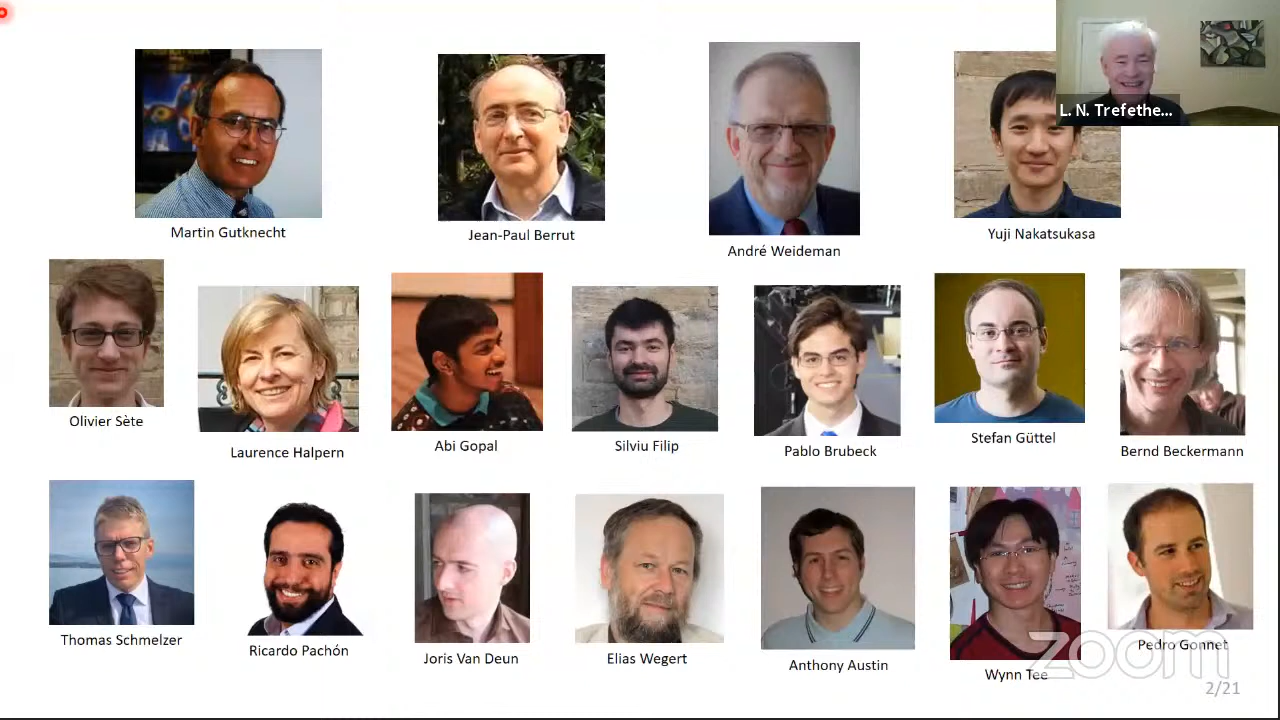 L. N. Trefethe...
Martin Gutknecht
Jean-Paul Berrut
André Weideman
Yuji Nakatsukasa
Olivier Sète
Laurence Halpern
Abi Gopal
Silviu Filip
Pablo Brubeck
Stefan Güttel
Bernd Beckermann
Thomas Schmelzer
Ricardo Pachón
Joris Van Deun
Elias Wegert
Anthony Austin
Wynn Tee
Pedro Gonnet
zoom
2/21